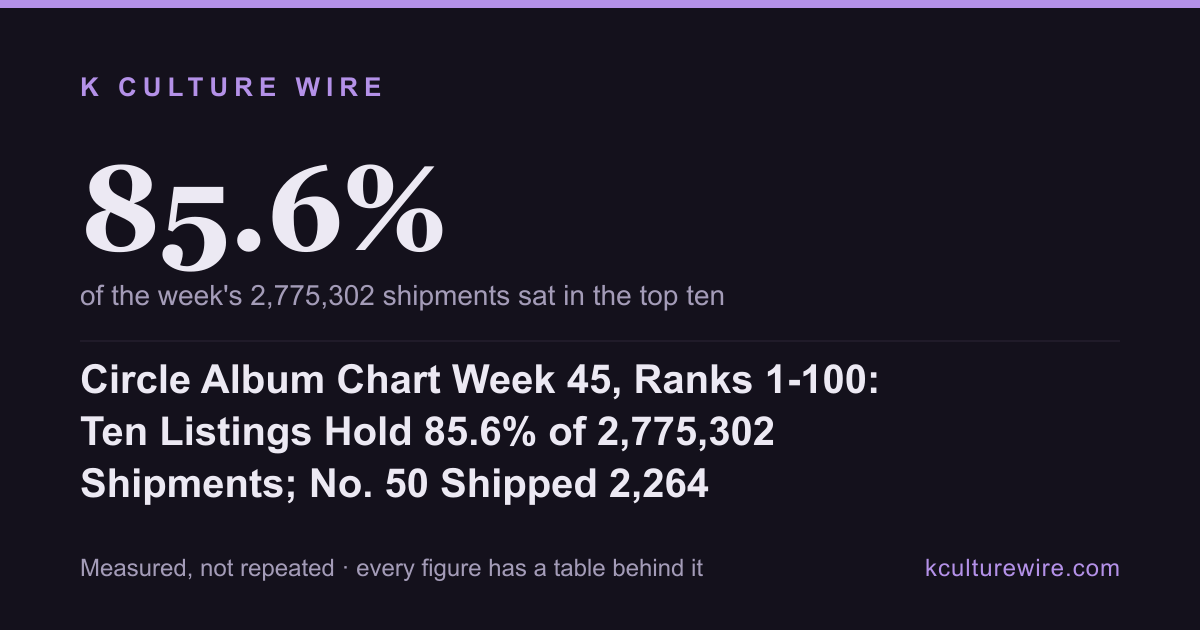 K CULTURE WIRE
85.6%
of the week's 2,775,302 shipments sat in the top ten
Circle Album Chart Week 45, Ranks 1-100:
Ten Listings Hold 85.6% of 2,775,302
Shipments; No. 50 Shipped 2,264
Measured, not repeated · every figure has a table behind it
kculturewire.com